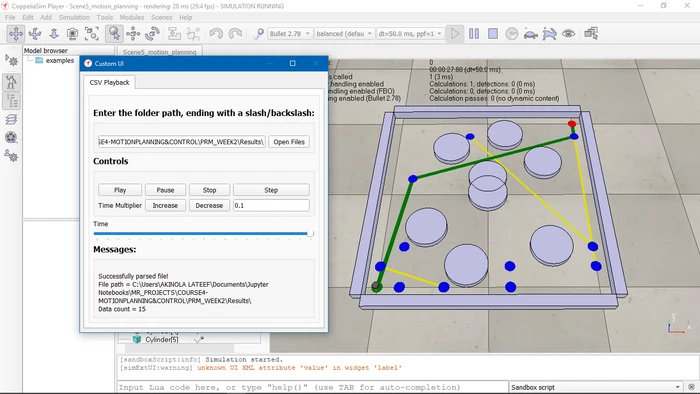 CoppeliaSim Player - Scene5_motion_planning - rendering: 28 ms (29.4 fps) - SIMULATION RUNNING
File Edit Add Simulation Tools Modules Scenes Help
Bullet 2.78 balanced (defau dt=50.0 ms, ppf=1
Model browser
examples
Scene5_motion_planning
Custom UI
CSV Playback
Enter the folder path, ending with a slash/backslash:
SE4-MOTIONPLANNING&CONTROL\PRM_WEEK2\Results\ Open Files
Controls
Play Pause Stop Step
Time Multiplier Increase Decrease 0.1
Time
Messages:
Successfully parsed file!
File path = C:\Users\AKINOLA LATEEF\Documents\Jupyter
Notebooks\MR_PROJECTS\COURSE4-
MOTIONPLANNING&CONTROL\PRM_WEEK2\Results\
Data count = 15
0
00:00:27.80 (dt=50.0 ms)
s called 1 (3 ms)
handling enabled Calculations: 1, detections: 0 (0 ms)
handling enabled (FBO) Calculations: 0, detections: 0 (0 ms)
ng enabled (Bullet 2.78) Calculation passes: 0 (no dynamic content)
Cylinder[5]
[sandboxScript:info] Simulation started.
[simExtUI:warning] unknown UI XML attribute 'value' in widget 'label'
Input Lua code here, or type "help()" (use TAB for auto-completion) Sandbox script